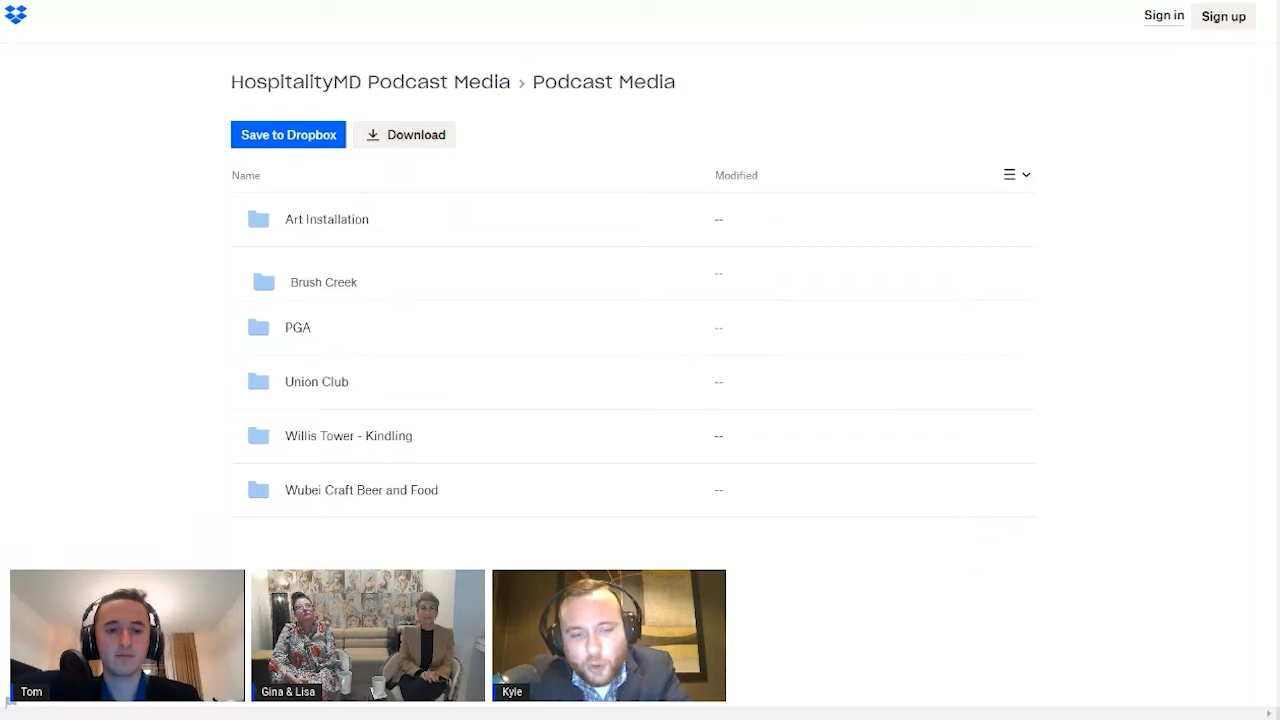 Sign in
Sign up
HospitalityMD Podcast Media › Podcast Media
Save to Dropbox
Download
Name
Modified
Art Installation
--
Brush Creek
--
PGA
--
Union Club
--
Willis Tower - Kindling
--
Wubei Craft Beer and Food
--
Tom
Gina & Lisa
Kyle